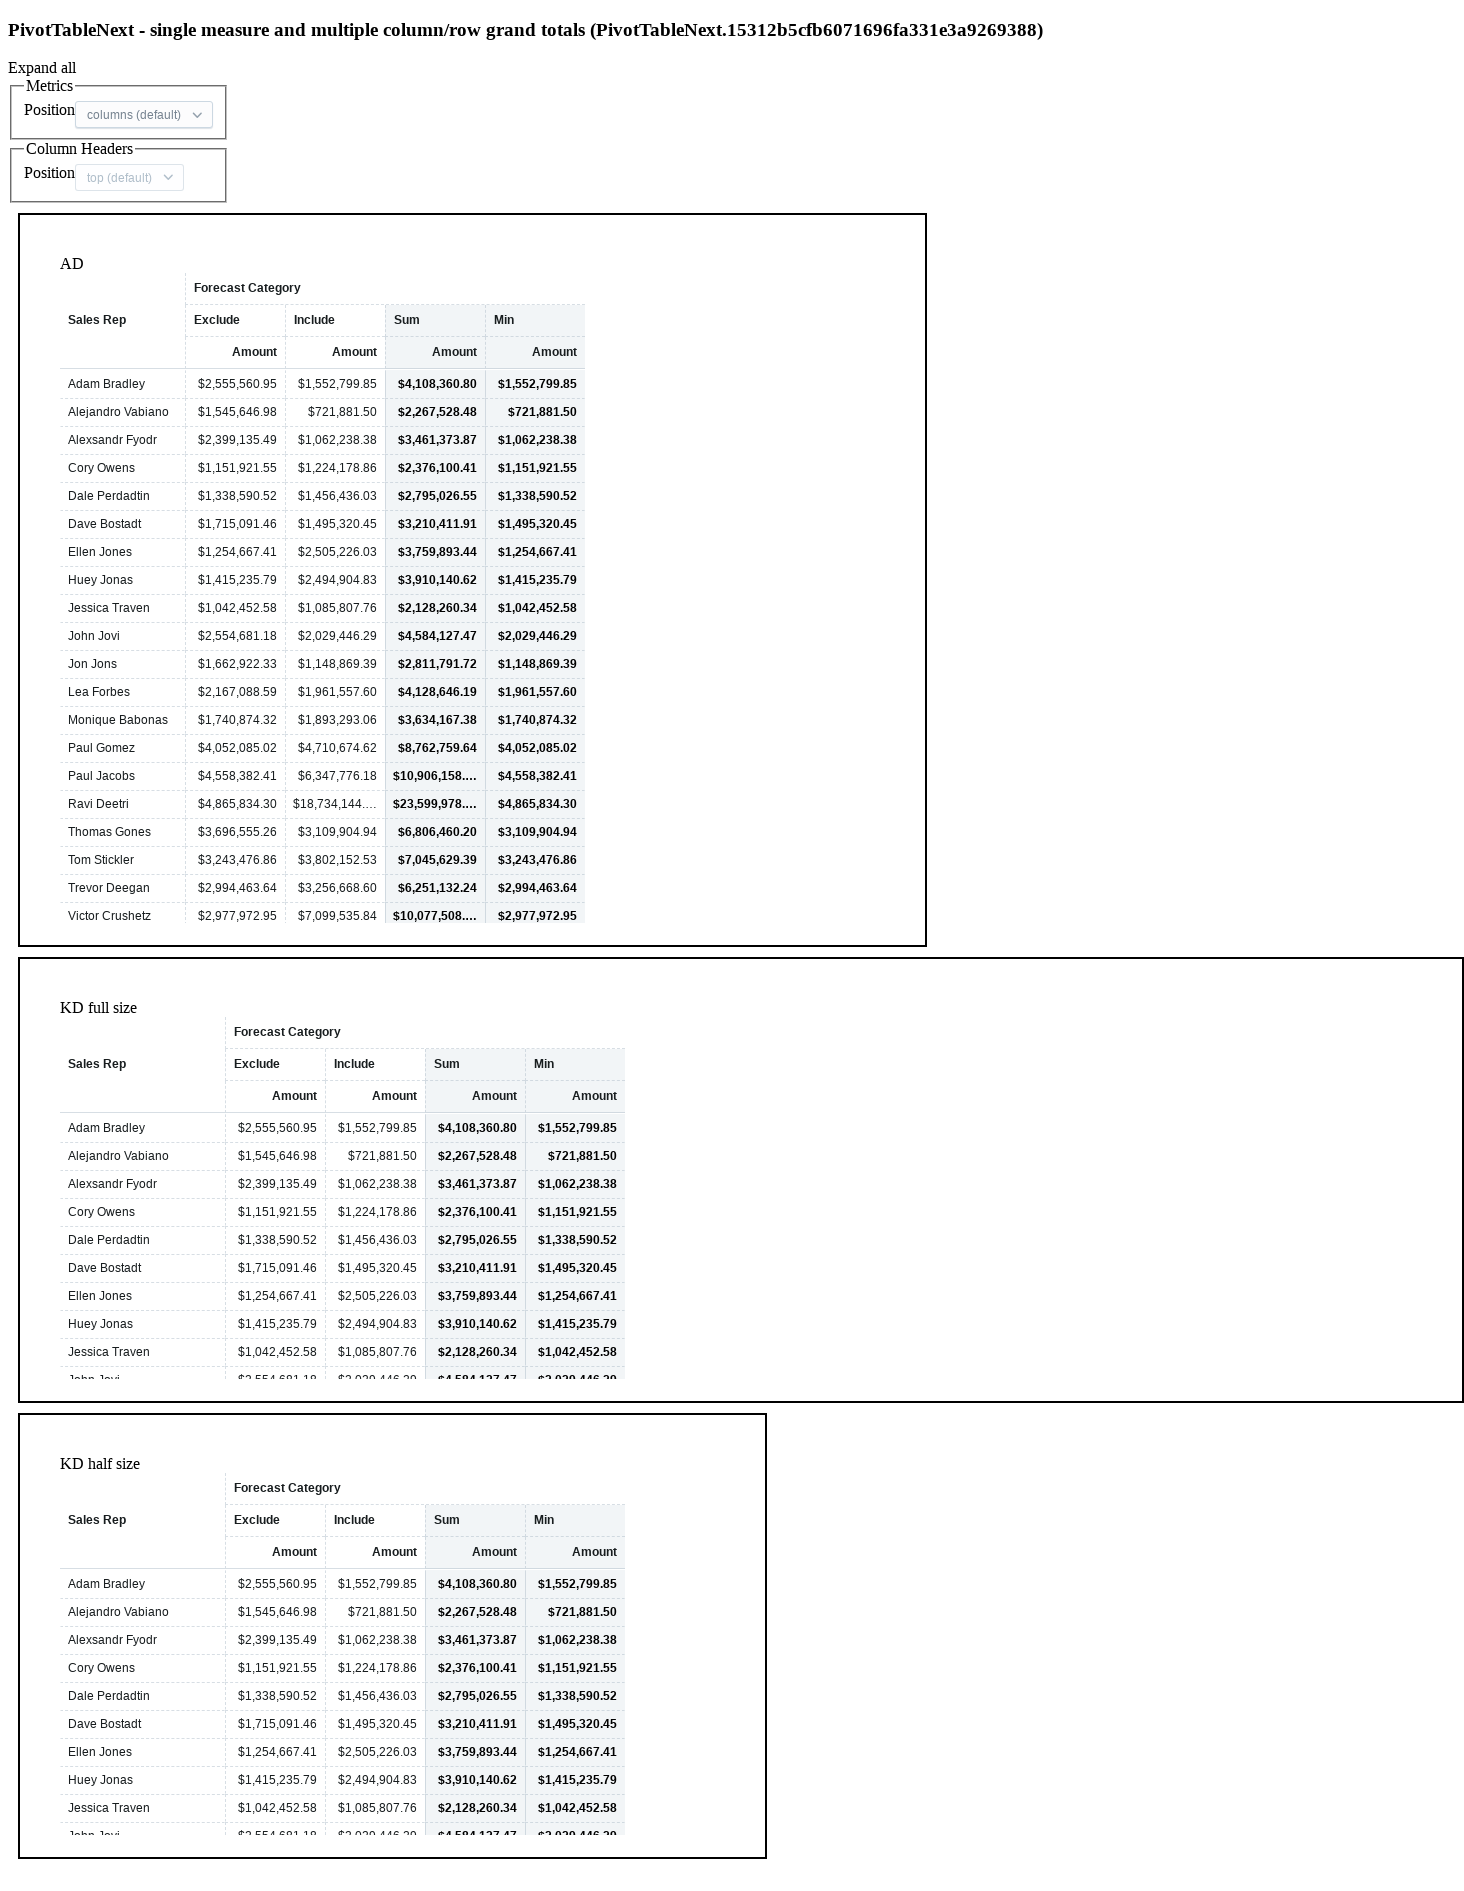 PivotTableNext - single measure and multiple column/row grand totals (PivotTableNext.15312b5cfb6071696fa331e3a9269388)
Expand all
Metrics
Position columns (default)
Column Headers
Position top (default)
AD
Forecast Category
Sales Rep Exclude Include Sum Min
Amount Amount Amount Amount
Adam Bradley $2,555,560.95 $1,552,799.85 $4,108,360.80 $1,552,799.85
Alejandro Vabiano $1,545,646.98 $721,881.50 $2,267,528.48 $721,881.50
Alexsandr Fyodr $2,399,135.49 $1,062,238.38 $3,461,373.87 $1,062,238.38
Cory Owens $1,151,921.55 $1,224,178.86 $2,376,100.41 $1,151,921.55
Dale Perdadtin $1,338,590.52 $1,456,436.03 $2,795,026.55 $1,338,590.52
Dave Bostadt $1,715,091.46 $1,495,320.45 $3,210,411.91 $1,495,320.45
Ellen Jones $1,254,667.41 $2,505,226.03 $3,759,893.44 $1,254,667.41
Huey Jonas $1,415,235.79 $2,494,904.83 $3,910,140.62 $1,415,235.79
Jessica Traven $1,042,452.58 $1,085,807.76 $2,128,260.34 $1,042,452.58
John Jovi $2,554,681.18 $2,029,446.29 $4,584,127.47 $2,029,446.29
Jon Jons $1,662,922.33 $1,148,869.39 $2,811,791.72 $1,148,869.39
Lea Forbes $2,167,088.59 $1,961,557.60 $4,128,646.19 $1,961,557.60
Monique Babonas $1,740,874.32 $1,893,293.06 $3,634,167.38 $1,740,874.32
Paul Gomez $4,052,085.02 $4,710,674.62 $8,762,759.64 $4,052,085.02
Paul Jacobs $4,558,382.41 $6,347,776.18 $10,906,158.… $4,558,382.41
Ravi Deetri $4,865,834.30 $18,734,144.… $23,599,978.… $4,865,834.30
Thomas Gones $3,696,555.26 $3,109,904.94 $6,806,460.20 $3,109,904.94
Tom Stickler $3,243,476.86 $3,802,152.53 $7,045,629.39 $3,243,476.86
Trevor Deegan $2,994,463.64 $3,256,668.60 $6,251,132.24 $2,994,463.64
Victor Crushetz $2,977,972.95 $7,099,535.84 $10,077,508.… $2,977,972.95
KD full size
Forecast Category
Sales Rep Exclude Include Sum Min
Amount Amount Amount Amount
Adam Bradley $2,555,560.95 $1,552,799.85 $4,108,360.80 $1,552,799.85
Alejandro Vabiano $1,545,646.98 $721,881.50 $2,267,528.48 $721,881.50
Alexsandr Fyodr $2,399,135.49 $1,062,238.38 $3,461,373.87 $1,062,238.38
Cory Owens $1,151,921.55 $1,224,178.86 $2,376,100.41 $1,151,921.55
Dale Perdadtin $1,338,590.52 $1,456,436.03 $2,795,026.55 $1,338,590.52
Dave Bostadt $1,715,091.46 $1,495,320.45 $3,210,411.91 $1,495,320.45
Ellen Jones $1,254,667.41 $2,505,226.03 $3,759,893.44 $1,254,667.41
Huey Jonas $1,415,235.79 $2,494,904.83 $3,910,140.62 $1,415,235.79
Jessica Traven $1,042,452.58 $1,085,807.76 $2,128,260.34 $1,042,452.58
KD half size
Forecast Category
Sales Rep Exclude Include Sum Min
Amount Amount Amount Amount
Adam Bradley $2,555,560.95 $1,552,799.85 $4,108,360.80 $1,552,799.85
Alejandro Vabiano $1,545,646.98 $721,881.50 $2,267,528.48 $721,881.50
Alexsandr Fyodr $2,399,135.49 $1,062,238.38 $3,461,373.87 $1,062,238.38
Cory Owens $1,151,921.55 $1,224,178.86 $2,376,100.41 $1,151,921.55
Dale Perdadtin $1,338,590.52 $1,456,436.03 $2,795,026.55 $1,338,590.52
Dave Bostadt $1,715,091.46 $1,495,320.45 $3,210,411.91 $1,495,320.45
Ellen Jones $1,254,667.41 $2,505,226.03 $3,759,893.44 $1,254,667.41
Huey Jonas $1,415,235.79 $2,494,904.83 $3,910,140.62 $1,415,235.79
Jessica Traven $1,042,452.58 $1,085,807.76 $2,128,260.34 $1,042,452.58